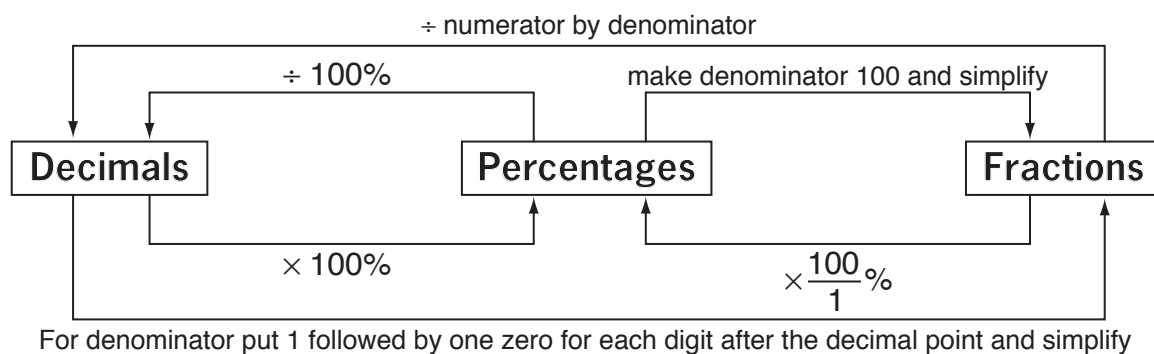 ÷ numerator by denominator
÷ 100%
make denominator 100 and simplify
Decimals
Percentages
Fractions
× 100%
× 100/1 %
For denominator put 1 followed by one zero for each digit after the decimal point and simplify